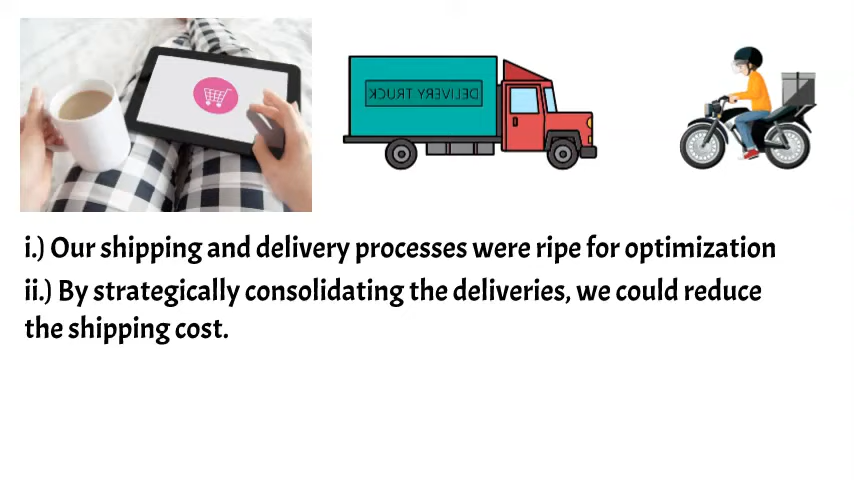 DELIVERY TRUCK
i.) Our shipping and delivery processes were ripe for optimization
ii.) By strategically consolidating the deliveries, we could reduce
the shipping cost.